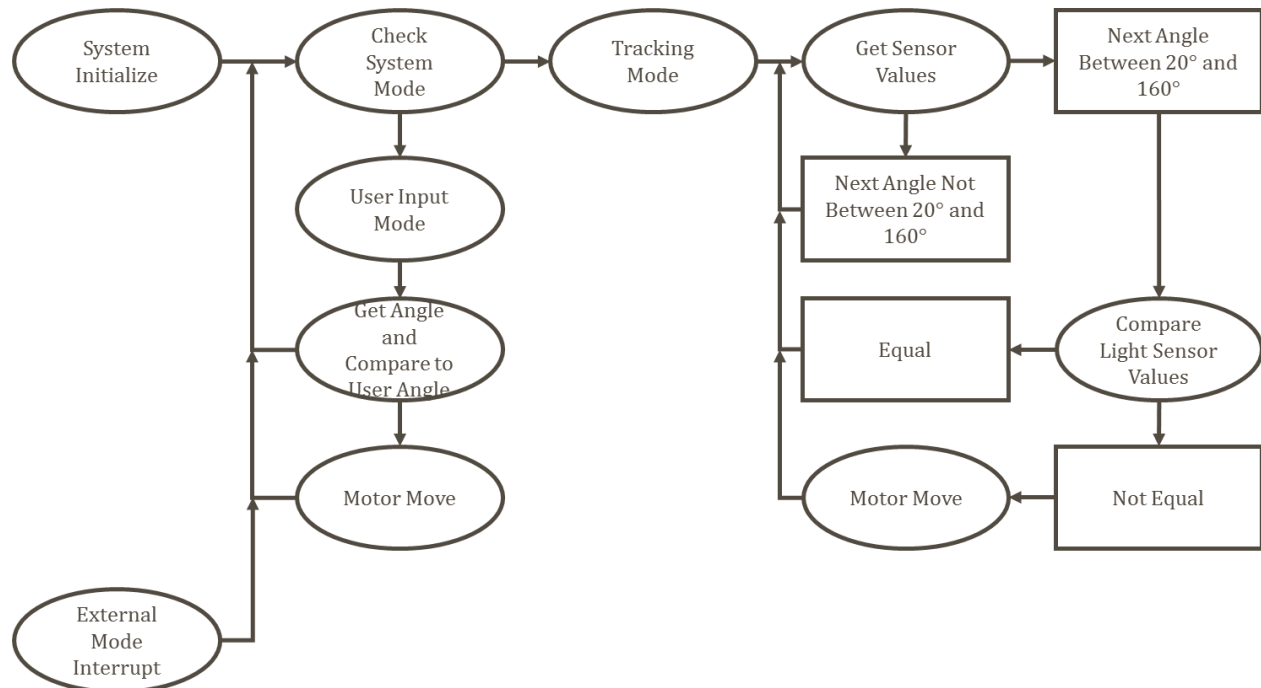 System
Initialize
Check
System
Mode
Tracking
Mode
Get Sensor
Values
Next Angle
Between 20° and
160°
User Input
Mode
Next Angle Not
Between 20° and
160°
Get Angle
and
Compare to
User Angle
Equal
Compare
Light Sensor
Values
Motor Move
Motor Move
Not Equal
External
Mode
Interrupt